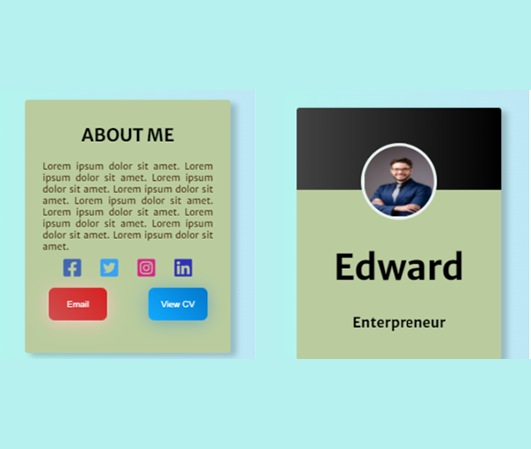 ABOUT ME
Lorem ipsum dolor sit amet. Lorem
ipsum dolor sit amet. Lorem ipsum
dolor sit amet. Lorem ipsum dolor sit
amet. Lorem ipsum dolor sit amet.
Lorem ipsum dolor sit amet. Lorem
ipsum dolor sit amet. Lorem ipsum
dolor sit amet. Lorem ipsum dolor sit
amet.
Email
View CV
Edward
Enterpreneur